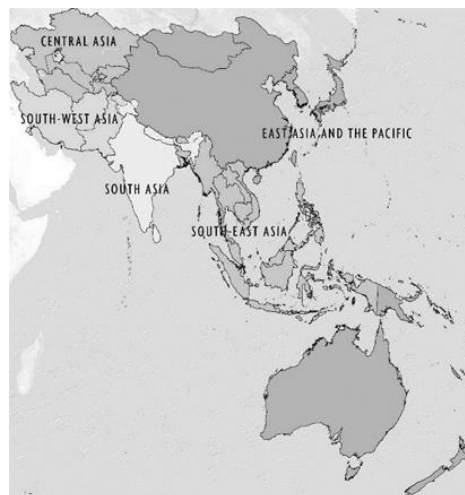 CENTRAL ASIA
SOUTH-WEST ASIA
EAST ASIA AND THE PACIFIC
SOUTH ASIA
SOUTH-EAST ASIA